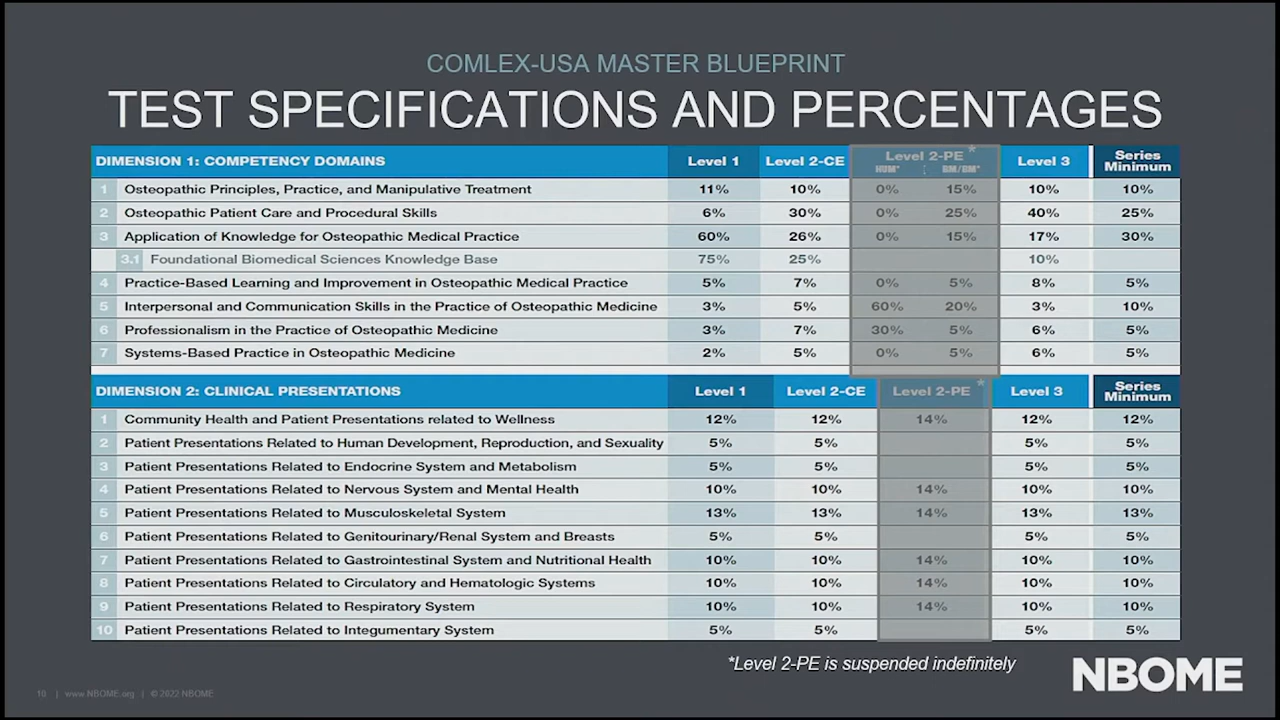 COMLEX-USA MASTER BLUEPRINT
TEST SPECIFICATIONS AND PERCENTAGES
DIMENSION 1: COMPETENCY DOMAINS Level 1 Level 2-CE Level 2-PE * HUM* BM/BM* Level 3 Series Minimum
1 Osteopathic Principles, Practice, and Manipulative Treatment 11% 10% 0% 15% 10% 10%
2 Osteopathic Patient Care and Procedural Skills 6% 30% 0% 25% 40% 25%
3 Application of Knowledge for Osteopathic Medical Practice 60% 26% 0% 15% 17% 30%
3.1 Foundational Biomedical Sciences Knowledge Base 75% 25% 10%
4 Practice-Based Learning and Improvement in Osteopathic Medical Practice 5% 7% 0% 5% 8% 5%
5 Interpersonal and Communication Skills in the Practice of Osteopathic Medicine 3% 5% 60% 20% 3% 10%
6 Professionalism in the Practice of Osteopathic Medicine 3% 7% 30% 5% 6% 5%
7 Systems-Based Practice in Osteopathic Medicine 2% 5% 0% 5% 6% 5%
DIMENSION 2: CLINICAL PRESENTATIONS Level 1 Level 2-CE Level 2-PE * Level 3 Series Minimum
1 Community Health and Patient Presentations related to Wellness 12% 12% 14% 12% 12%
2 Patient Presentations Related to Human Development, Reproduction, and Sexuality 5% 5% 5% 5%
3 Patient Presentations Related to Endocrine System and Metabolism 5% 5% 5% 5%
4 Patient Presentations Related to Nervous System and Mental Health 10% 10% 14% 10% 10%
5 Patient Presentations Related to Musculoskeletal System 13% 13% 14% 13% 13%
6 Patient Presentations Related to Genitourinary/Renal System and Breasts 5% 5% 5% 5%
7 Patient Presentations Related to Gastrointestinal System and Nutritional Health 10% 10% 14% 10% 10%
8 Patient Presentations Related to Circulatory and Hematologic Systems 10% 10% 14% 10% 10%
9 Patient Presentations Related to Respiratory System 10% 10% 14% 10% 10%
10 Patient Presentations Related to Integumentary System 5% 5% 5% 5%
*Level 2-PE is suspended indefinitely
NBOME
16 | www.NBOME.org | © 2022 NBOME